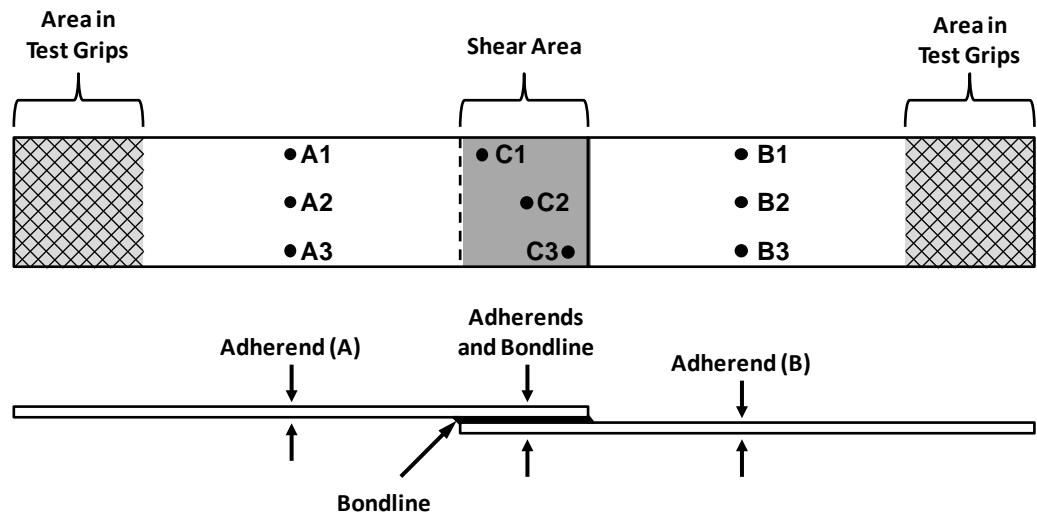 Area in
Test Grips
Shear Area
Area in
Test Grips
A1
C1
B1
A2
C2
B2
A3
C3
B3
Adherend (A)
Adherends
and Bondline
Adherend (B)
Bondline